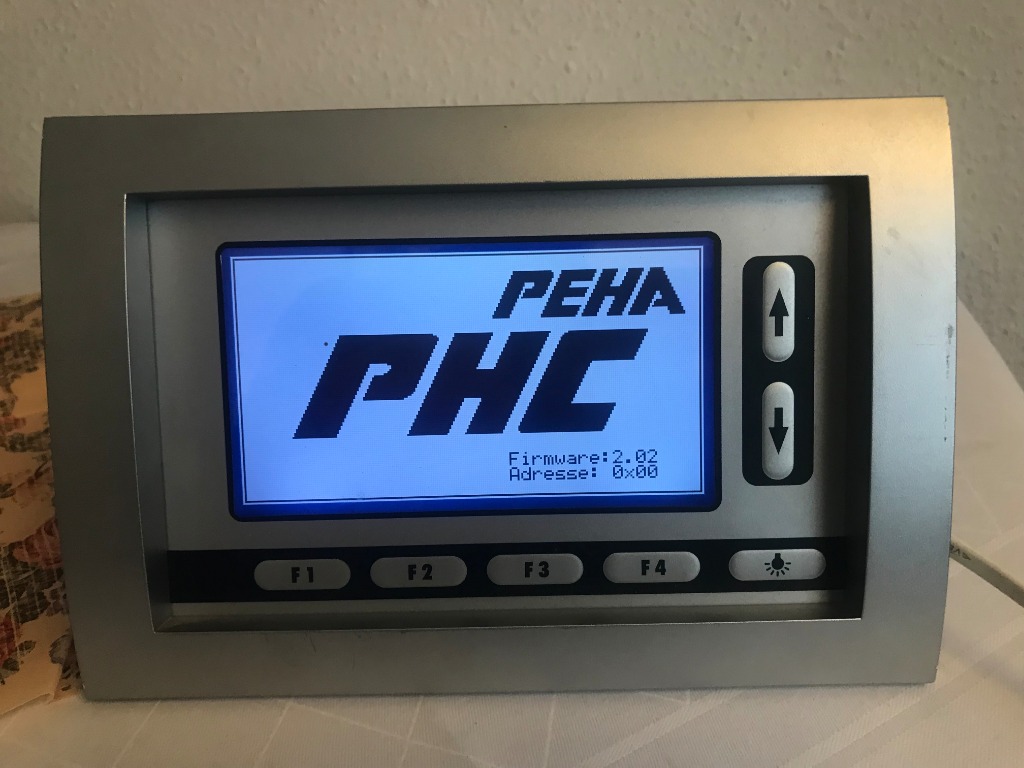 PEHA
PHC
Firmware:2.02
Adresse: 0x00
F1 F2 F3 F4